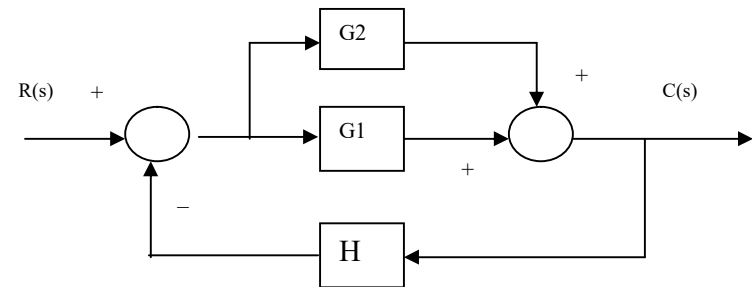 G2
R(s) + + C(s)
G1
+
−
H